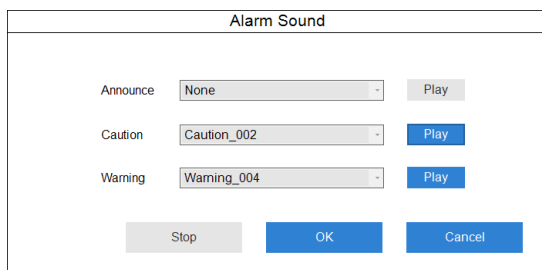 Alarm Sound
Announce None Play
Caution Caution_002 Play
Warning Warning_004 Play
Stop OK Cancel